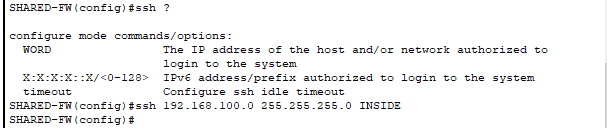 SHARED-FW(config)#ssh ?
configure mode commands/options:
WORD The IP address of the host and/or network authorized to
login to the system
X:X:X:X::X/<0-128> IPv6 address/prefix authorized to login to the system
timeout Configure ssh idle timeout
SHARED-FW(config)#ssh 192.168.100.0 255.255.255.0 INSIDE
SHARED-FW(config)#